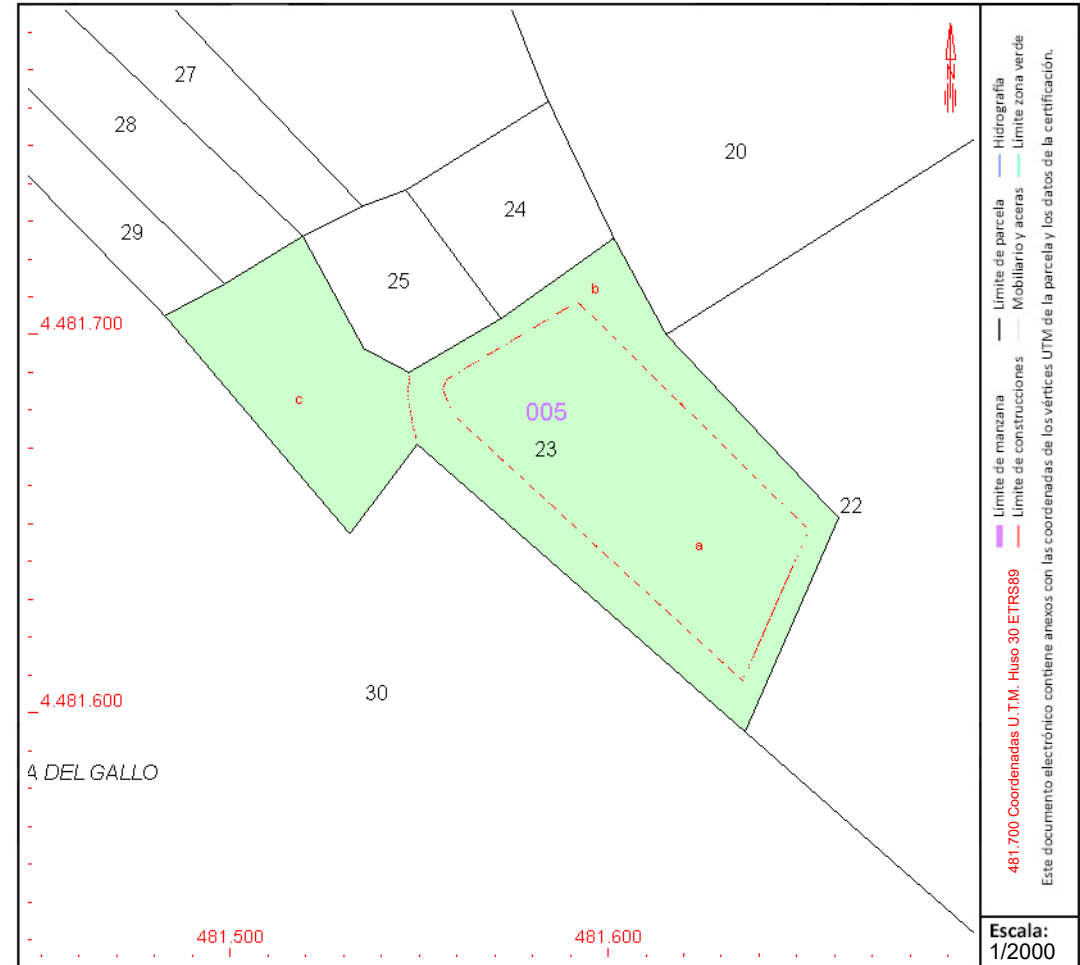 27
28
29
20
24
25
b
4.481.700
c
005
23
22
a
30
4.481.600
A DEL GALLO
481.500
481.600
N
481.700 Coordenadas U.T.M. Huso 30 ETRS89
Límite de manzana
Límite de parcela
Hidrografía
Límite de construcciones
Mobiliario y aceras
Límite zona verde
Este documento electrónico contiene anexos con las coordenadas de los vértices UTM de la parcela y los datos de la certificación.
Escala:
1/2000